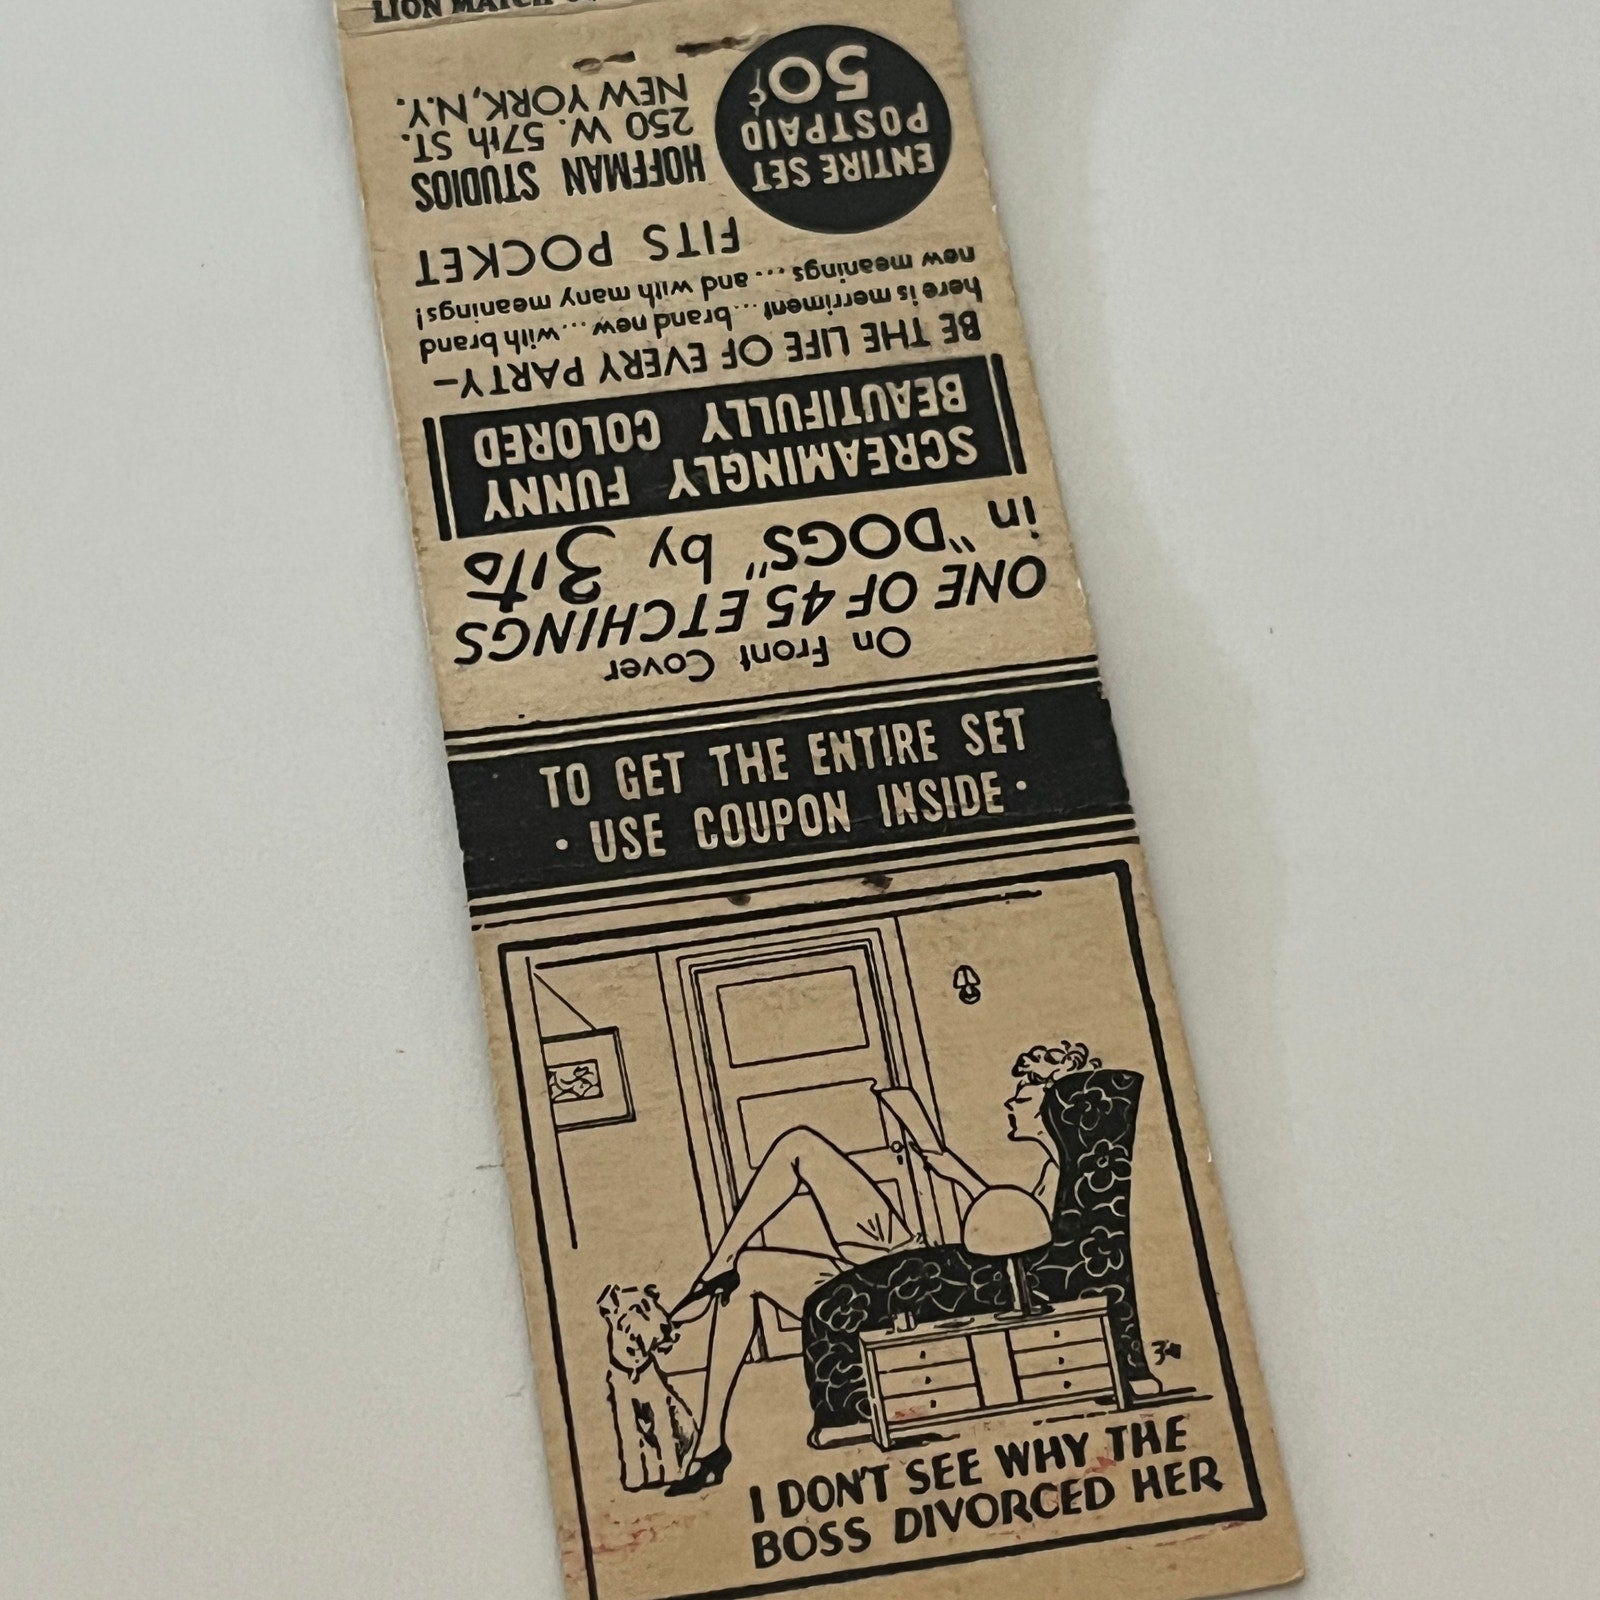 LION MATCH
On Front Cover
ONE OF 45 ETCHINGS
in "DOGS" by 3ito
SCREAMINGLY FUNNY
BEAUTIFULLY COLORED
BE THE LIFE OF EVERY PARTY—
here is merriment...brand new...with brand
new meanings....and with many meanings!
FITS POCKET
HOFFMAN STUDIOS
250 W. 57th ST.
NEW YORK, N.Y.
ENTIRE SET
POSTPAID
50¢
TO GET THE ENTIRE SET
· USE COUPON INSIDE ·
I DON'T SEE WHY THE
BOSS DIVORCED HER